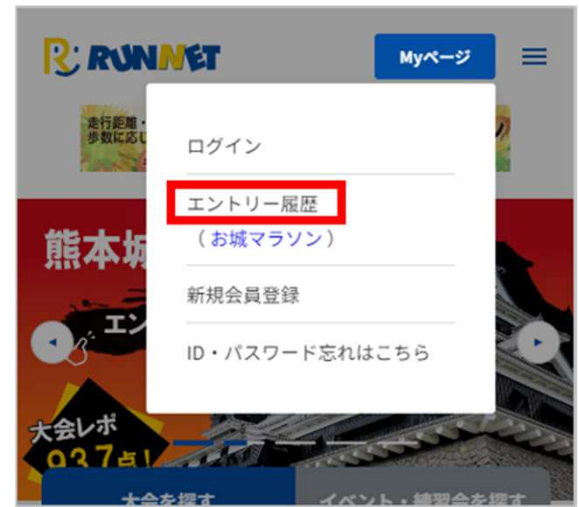 RUNNET
Myページ
走行距離・
歩数に応じ
ログイン
エントリー履歴
（お城マラソン）
新規会員登録
ID・パスワード忘れはこちら
熊本城
エン
大会レポ
93.7点！
大会を探す
イベント・練習会を探す